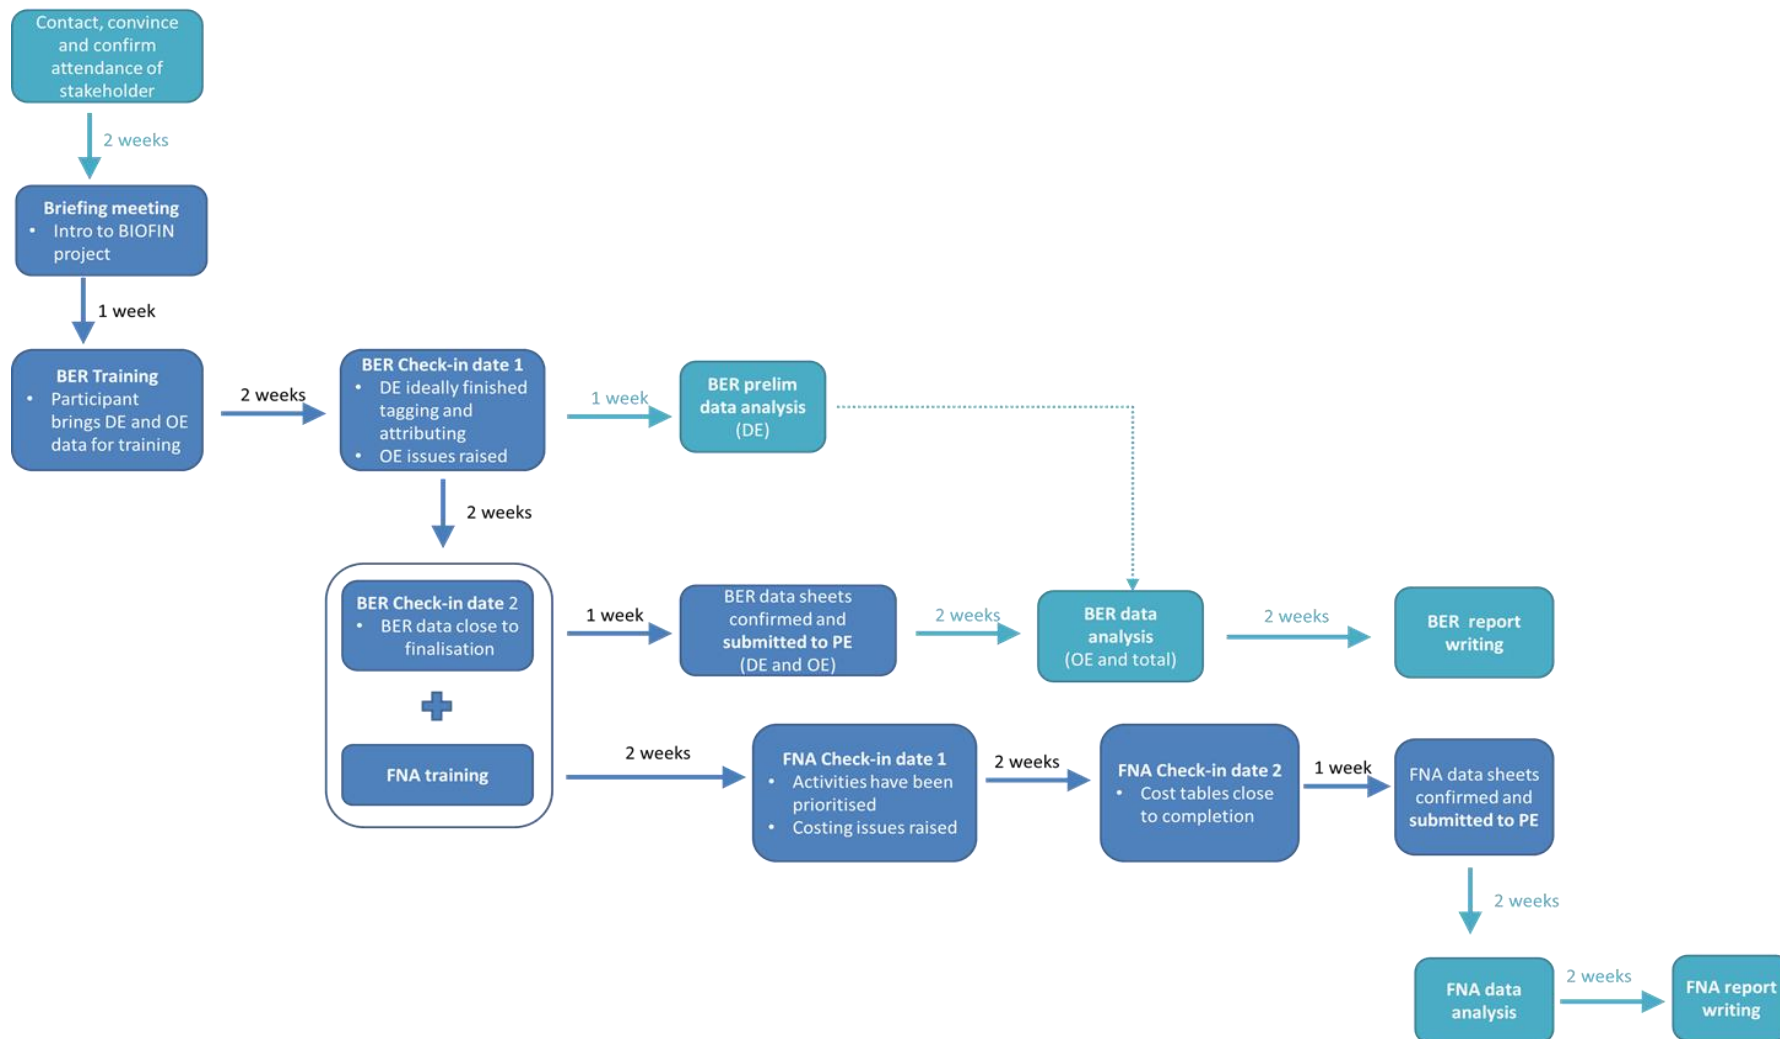 Contact, convince
and confirm
attendance of
stakeholder
2 weeks
Briefing meeting
• Intro to BIOFIN
project
1 week
BER Training
• Participant
brings DE and OE
data for training
2 weeks
BER Check-in date 1
• DE ideally finished
tagging and
attributing
• OE issues raised
1 week
BER prelim
data analysis
(DE)
2 weeks
BER Check-in date 2
• BER data close to
finalisation
1 week
BER data sheets
confirmed and
submitted to PE
(DE and OE)
2 weeks
BER data
analysis
(OE and total)
2 weeks
BER report
writing
FNA training
2 weeks
FNA Check-in date 1
• Activities have been
prioritised
• Costing issues raised
2 weeks
FNA Check-in date 2
• Cost tables close
to completion
1 week
FNA data sheets
confirmed and
submitted to PE
2 weeks
FNA data
analysis
2 weeks
FNA report
writing